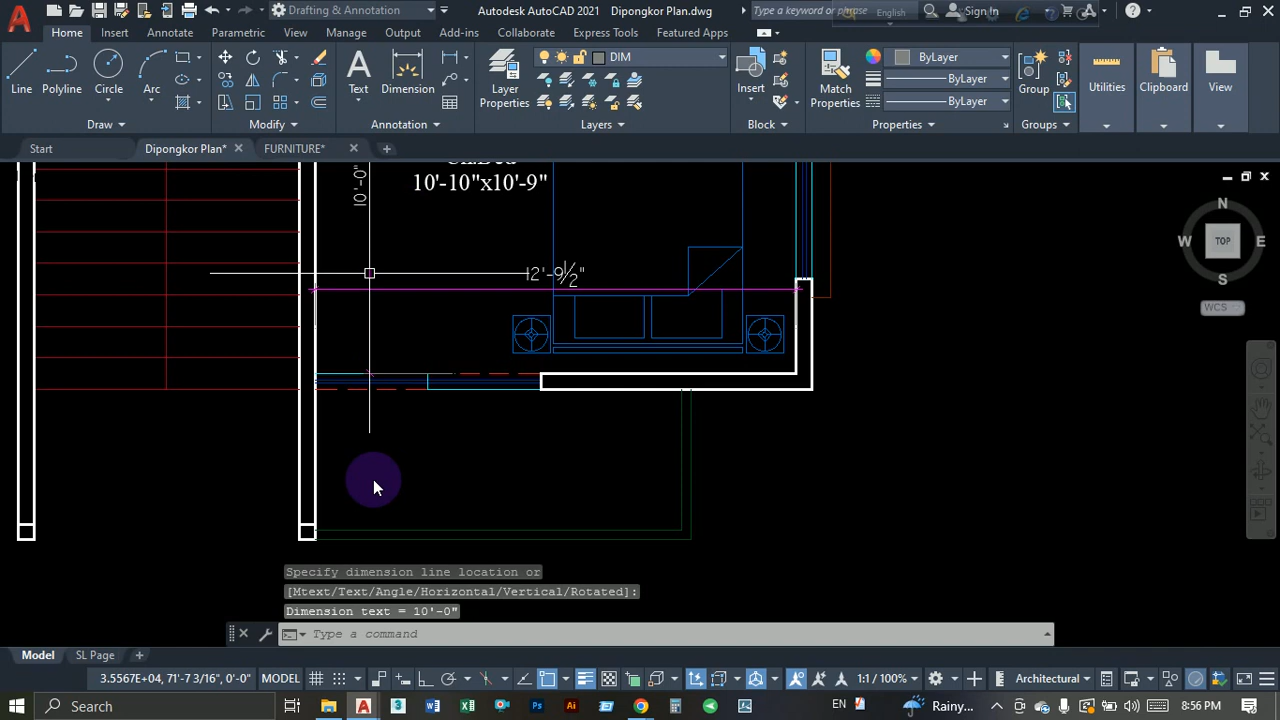 Drafting & Annotation
Autodesk AutoCAD 2021 Dipongkor Plan.dwg
Type a keyword or phrase
English
Sign In
Home Insert Annotate Parametric View Manage Output Add-ins Collaborate Express Tools Featured Apps
Line Polyline Circle Arc
Text Dimension
Layer Properties
DIM
Insert
Match Properties
ByLayer
ByLayer
ByLayer
Group
Utilities
Clipboard
View
Draw Modify Annotation Layers Block Properties Groups
Start Dipongkor Plan* FURNITURE*
10'-10"x10'-9"
10'-0"
12'-9½"
N
W TOP E
S
WCS
Specify dimension line location or
[Mtext/Text/Angle/Horizontal/Vertical/Rotated]:
Dimension text = 10'-0"
Type a command
Model SL Page
3.5567E+04, 71'-7 3/16", 0'-0" MODEL 1:1 / 100% Architectural
Search
EN
Rainy...
8:56 PM